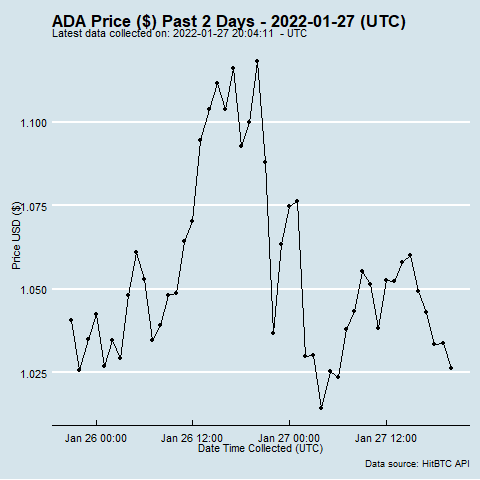 ADA Price ($) Past 2 Days - 2022-01-27 (UTC)
Latest data collected on: 2022-01-27 20:04:11 - UTC
1.100
1.075
1.050
1.025
Price USD ($)
Jan 26 00:00 Jan 26 12:00 Jan 27 00:00 Jan 27 12:00
Date Time Collected (UTC)
Data source: HitBTC API